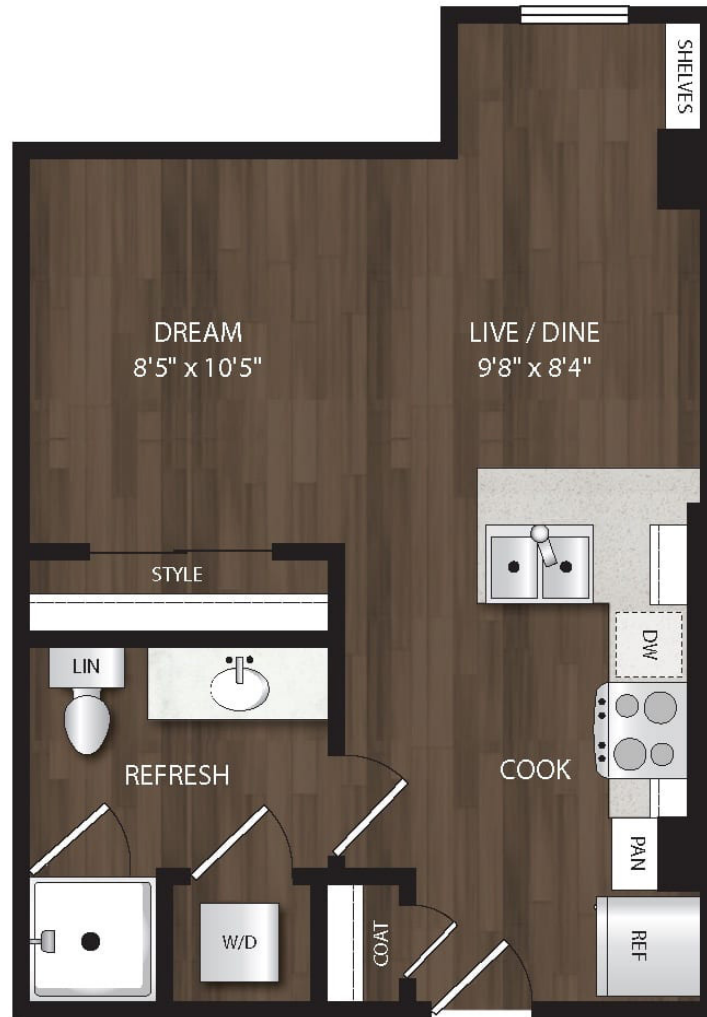 SHELVES
DREAM
8'5" x 10'5"
LIVE / DINE
9'8" x 8'4"
STYLE
LIN
DW
REFRESH
COOK
PAN
W/D
COAT
REF